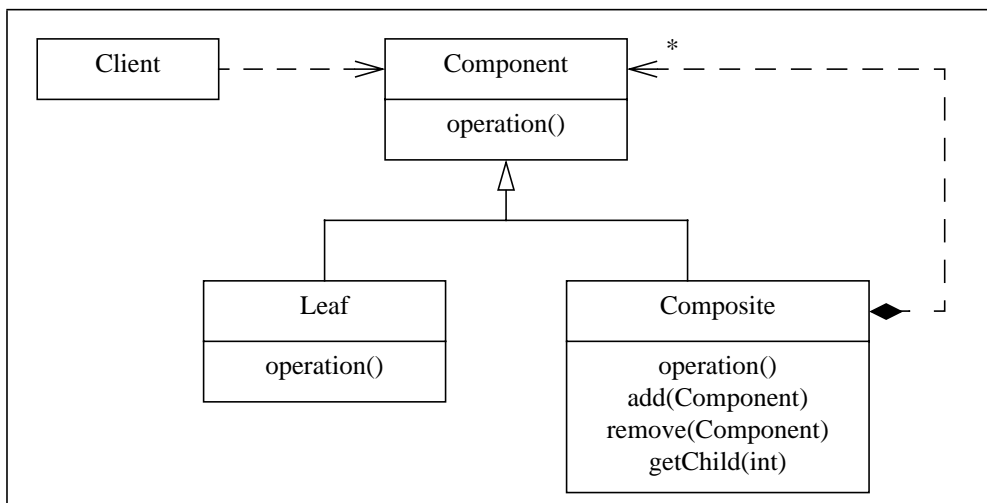 Client
Component
*
operation()
Leaf
operation()
Composite
operation()
add(Component)
remove(Component)
getChild(int)